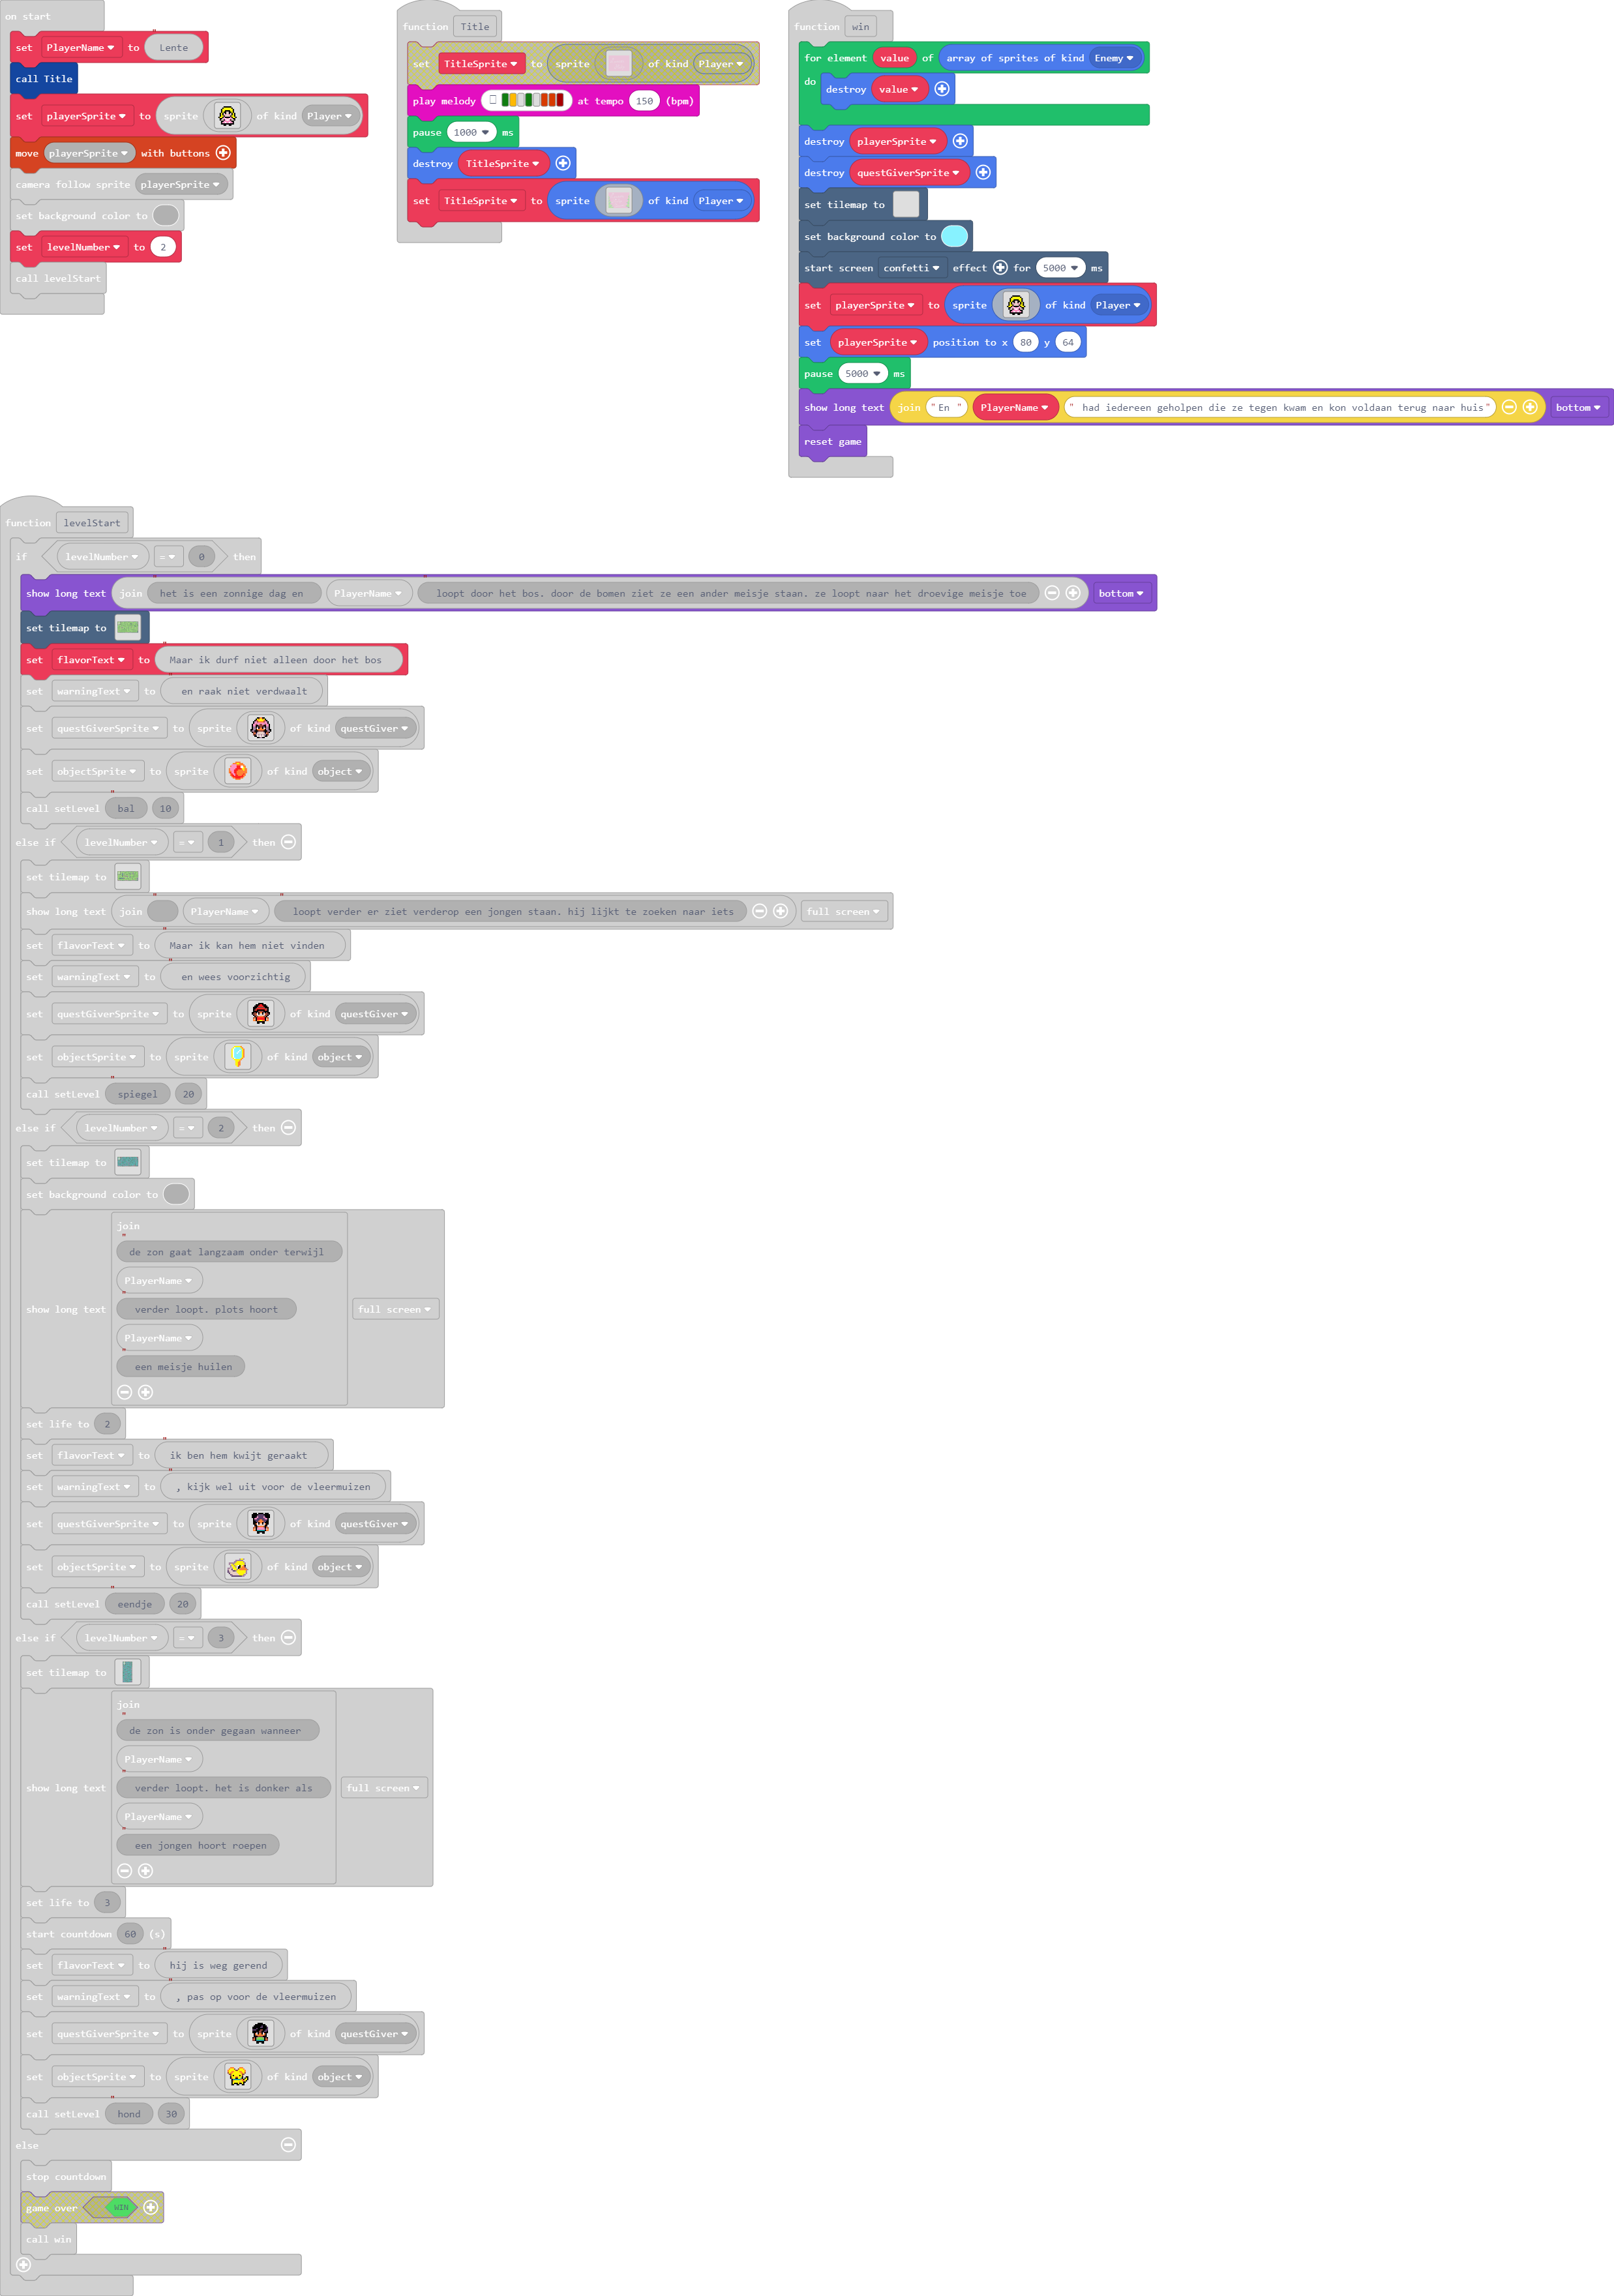 on start
set PlayerName to Lente
call Title
set playerSprite to sprite of kind Player
move playerSprite with buttons
camera follow sprite playerSprite
set background color to
set levelNumber to 2
call levelStart
function Title
set TitleSprite to sprite of kind Player
play melody at tempo 150 (bpm)
pause 1000 ms
destroy TitleSprite
set TitleSprite to sprite of kind Player
function win
for element value of array of sprites of kind Enemy
do
destroy value
destroy playerSprite
destroy questGiverSprite
set tilemap to
set background color to
start screen confetti effect for 5000 ms
set playerSprite to sprite of kind Player
set playerSprite position to x 80 y 64
pause 5000 ms
show long text join "En " PlayerName " had iedereen geholpen die ze tegen kwam en kon voldaan terug naar huis" bottom
reset game
function levelStart
if levelNumber = 0 then
show long text join "het is een zonnige dag en PlayerName " loopt door het bos. door de bomen ziet ze een ander meisje staan. ze loopt naar het droevige meisje toe bottom
set tilemap to
set flavorText to "Maar ik durf niet alleen door het bos
set warningText to " en raak niet verdwaalt
set questGiverSprite to sprite of kind questGiver
set objectSprite to sprite of kind object
call setLevel "bal 10
else if levelNumber = 1 then
set tilemap to
show long text join " PlayerName " loopt verder er ziet verderop een jongen staan. hij lijkt te zoeken naar iets full screen
set flavorText to "Maar ik kan hem niet vinden
set warningText to " en wees voorzichtig
set questGiverSprite to sprite of kind questGiver
set objectSprite to sprite of kind object
call setLevel "spiegel 20
else if levelNumber = 2 then
set tilemap to
set background color to
join
"de zon gaat langzaam onder terwijl
PlayerName
show long text " verder loopt. plots hoort full screen
PlayerName
" een meisje huilen
set life to 2
set flavorText to "ik ben hem kwijt geraakt
set warningText to ", kijk wel uit voor de vleermuizen
set questGiverSprite to sprite of kind questGiver
set objectSprite to sprite of kind object
call setLevel "eendje 20
else if levelNumber = 3 then
set tilemap to
join
"de zon is onder gegaan wanneer
PlayerName
show long text " verder loopt. het is donker als full screen
PlayerName
" een jongen hoort roepen
set life to 3
start countdown 60 (s)
set flavorText to "hij is weg gerend
set warningText to ", pas op voor de vleermuizen
set questGiverSprite to sprite of kind questGiver
set objectSprite to sprite of kind object
call setLevel "hond 30
else
stop countdown
game over WIN
call win